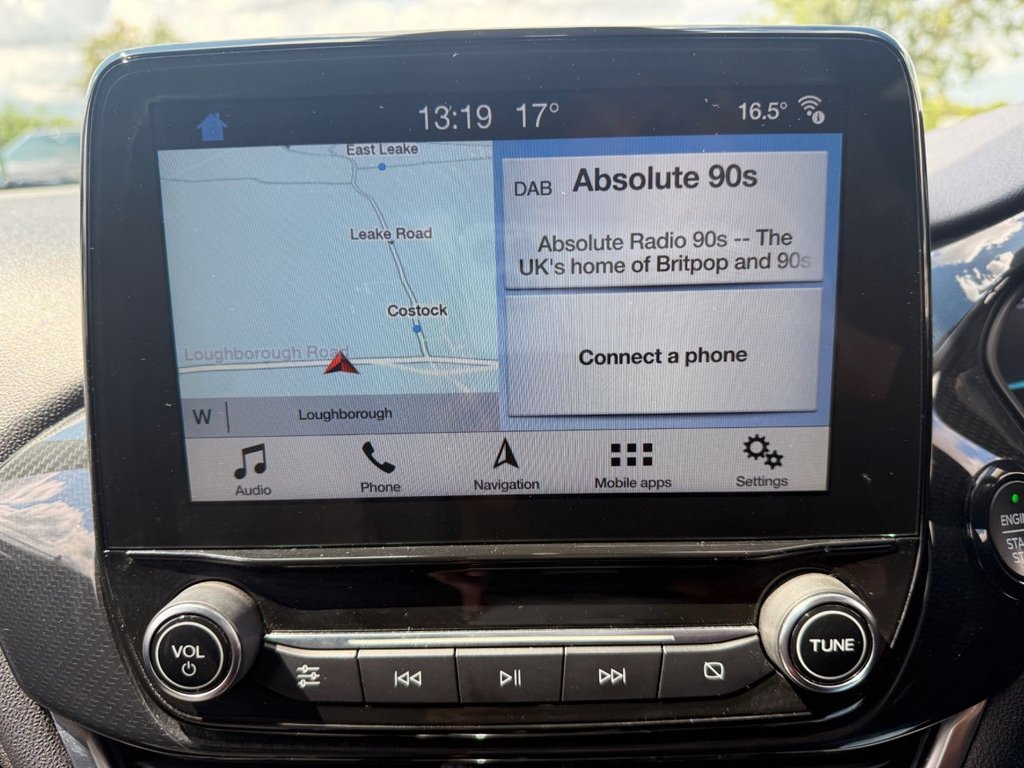 13:19 17° 16.5°
East Leake
Leake Road
Costock
Loughborough Road
W Loughborough
DAB Absolute 90s
Absolute Radio 90s -- The
UK's home of Britpop and 90s
Connect a phone
Audio Phone Navigation Mobile apps Settings
VOL
TUNE